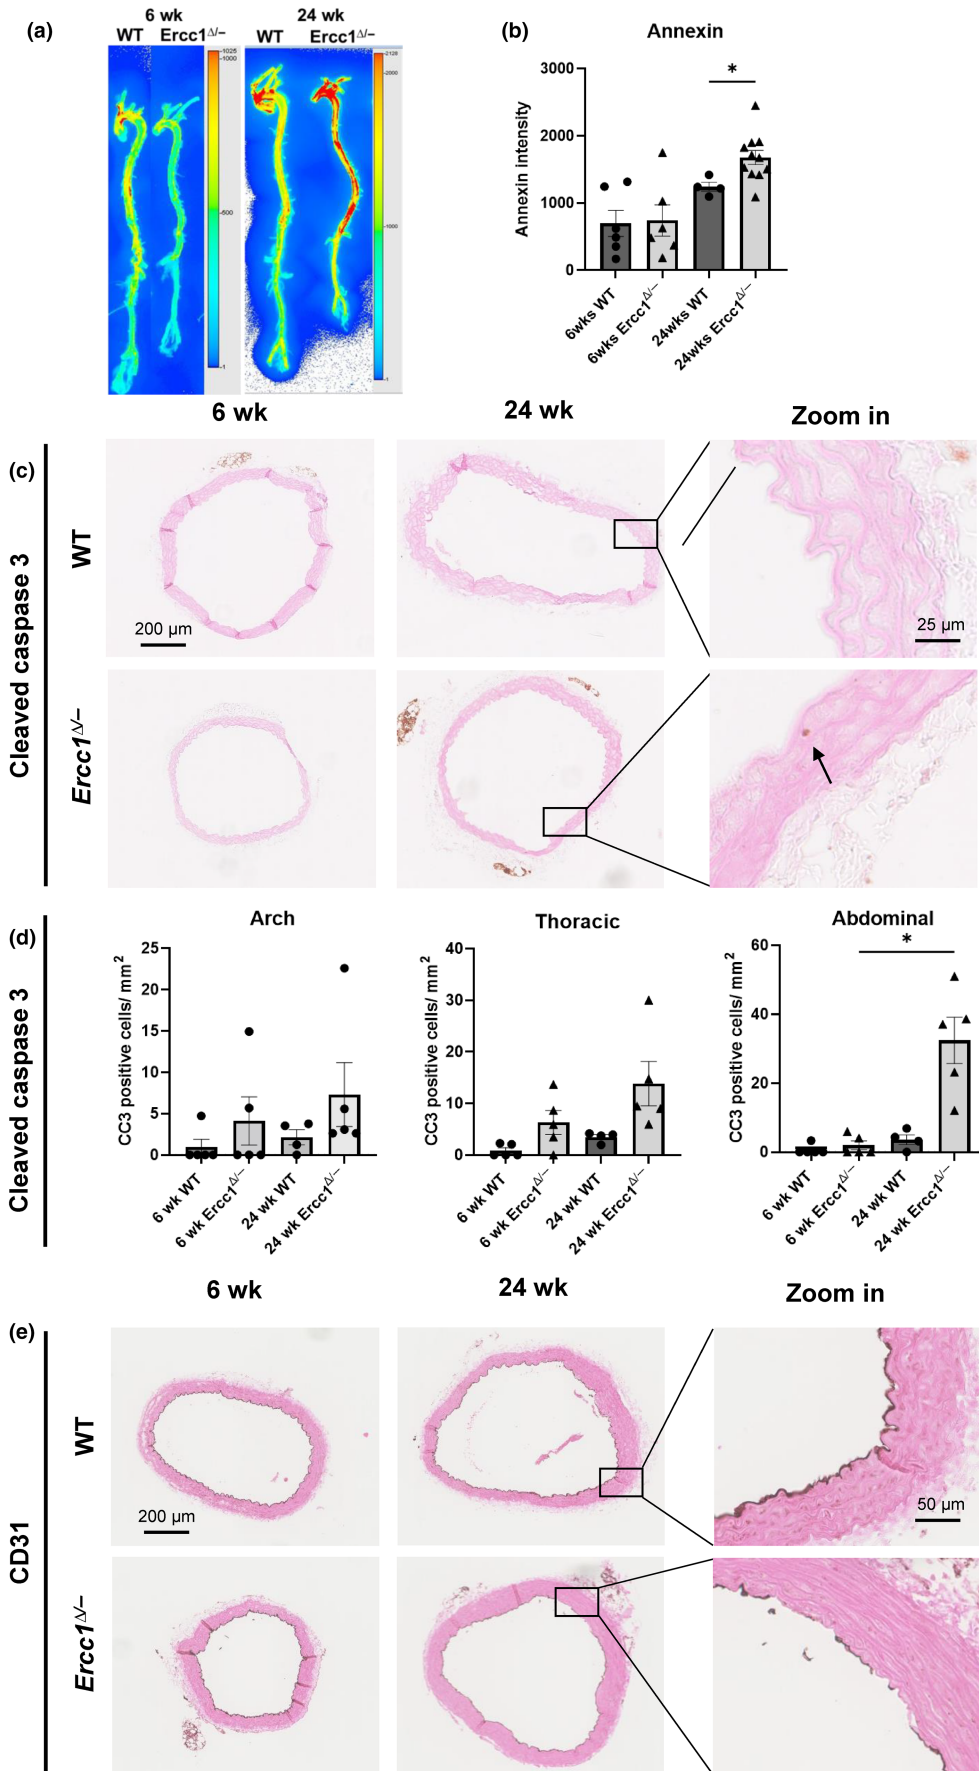 (a)
6 wk
24 wk
WT Ercc1Δ/–
WT Ercc1Δ/–
1025
1000
500
1
2125
2000
1000
1
(b)
Annexin
Annexin intensity
3000
2000
1000
0
*
6wks WT
6wks Ercc1Δ/–
24wks WT
24wks Ercc1Δ/–
6 wk
24 wk
Zoom in
(c)
Cleaved caspase 3
WT
200 µm
25 µm
Ercc1Δ/–
(d)
Cleaved caspase 3
Arch
CC3 positive cells/ mm2
25
20
15
10
5
0
6 wk WT
6 wk Ercc1Δ/–
24 wk WT
24 wk Ercc1Δ/–
Thoracic
CC3 positive cells/ mm2
40
30
20
10
0
6 wk WT
6 wk Ercc1Δ/–
24 wk WT
24 wk Ercc1Δ/–
Abdominal
CC3 positive cells/ mm2
60
40
20
0
*
6 wk WT
6 wk Ercc1Δ/–
24 wk WT
24 wk Ercc1Δ/–
6 wk
24 wk
Zoom in
(e)
CD31
WT
200 µm
50 µm
Ercc1Δ/–